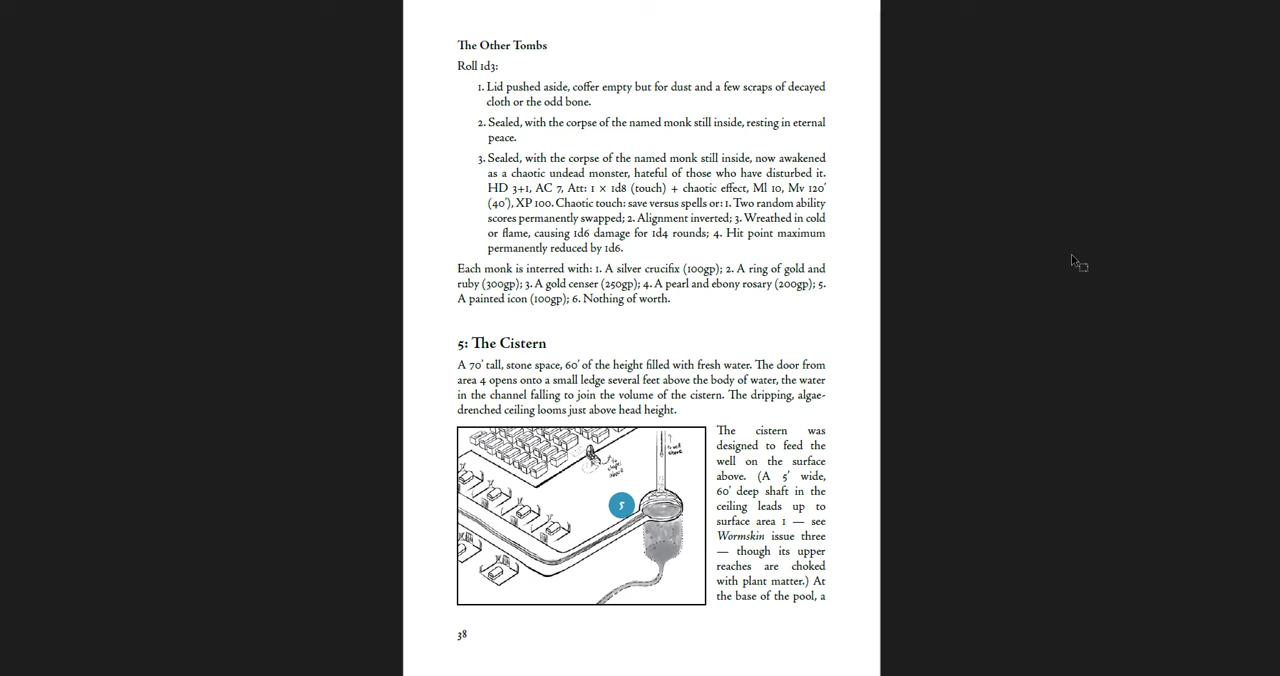 The Other Tombs
Roll 1d3:
1. Lid pushed aside, coffer empty but for dust and a few scraps of decayed
cloth or the odd bone.
2. Sealed, with the corpse of the named monk still inside, resting in eternal
peace.
3. Sealed, with the corpse of the named monk still inside, now awakened
as a chaotic undead monster, hateful of those who have disturbed it.
HD 3+1, AC 7, Att: 1 × 1d8 (touch) + chaotic effect, Ml 10, Mv 120′
(40′), XP 100. Chaotic touch: save versus spells or: 1. Two random ability
scores permanently swapped; 2. Alignment inverted; 3. Wreathed in cold
or flame, causing 1d6 damage for 1d4 rounds; 4. Hit point maximum
permanently reduced by 1d6.
Each monk is interred with: 1. A silver crucifix (100gp); 2. A ring of gold and
ruby (300gp); 3. A gold censer (250gp); 4. A pearl and ebony rosary (200gp); 5.
A painted icon (100gp); 6. Nothing of worth.
5: The Cistern
A 70′ tall, stone space, 60′ of the height filled with fresh water. The door from
area 4 opens onto a small ledge several feet above the body of water, the water
in the channel falling to join the volume of the cistern. The dripping, algae-
drenched ceiling looms just above head height.
to well
above
to
above
5
The cistern was
designed to feed the
well on the surface
above. (A 5′ wide,
60′ deep shaft in the
ceiling leads up to
surface area 1 — see
Wormskin issue three
— though its upper
reaches are choked
with plant matter.) At
the base of the pool, a
38